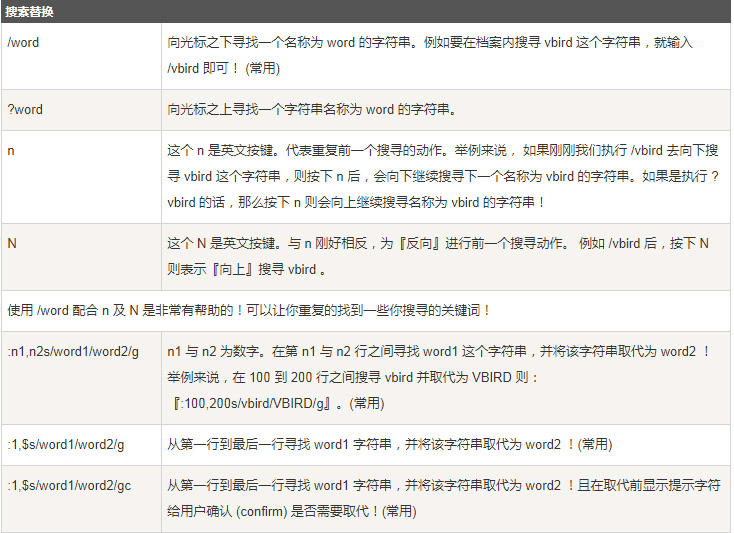 搜索替换
/word
向光标之下寻找一个名称为 word 的字符串。例如要在档案内搜寻 vbird 这个字符串，就输入
/vbird 即可！ (常用)
?word
向光标之上寻找一个字符串名称为 word 的字符串。
n
这个 n 是英文按键。代表重复前一个搜寻的动作。举例来说， 如果刚刚我们执行 /vbird 去向下搜
寻 vbird 这个字符串，则按下 n 后，会向下继续搜寻下一个名称为 vbird 的字符串。如果是执行 ?
vbird 的话，那么按下 n 则会向上继续搜寻名称为 vbird 的字符串！
N
这个 N 是英文按键。与 n 刚好相反，为『反向』进行前一个搜寻动作。 例如 /vbird 后，按下 N
则表示『向上』搜寻 vbird 。
使用 /word 配合 n 及 N 是非常有帮助的！可以让你重复的找到一些你搜寻的关键词！
:n1,n2s/word1/word2/g
n1 与 n2 为数字。在第 n1 与 n2 行之间寻找 word1 这个字符串，并将该字符串取代为 word2 ！
举例来说，在 100 到 200 行之间搜寻 vbird 并取代为 VBIRD 则：
『:100,200s/vbird/VBIRD/g』。(常用)
:1,$s/word1/word2/g
从第一行到最后一行寻找 word1 字符串，并将该字符串取代为 word2 ！(常用)
:1,$s/word1/word2/gc
从第一行到最后一行寻找 word1 字符串，并将该字符串取代为 word2 ！且在取代前显示提示字符
给用户确认 (confirm) 是否需要取代！(常用)